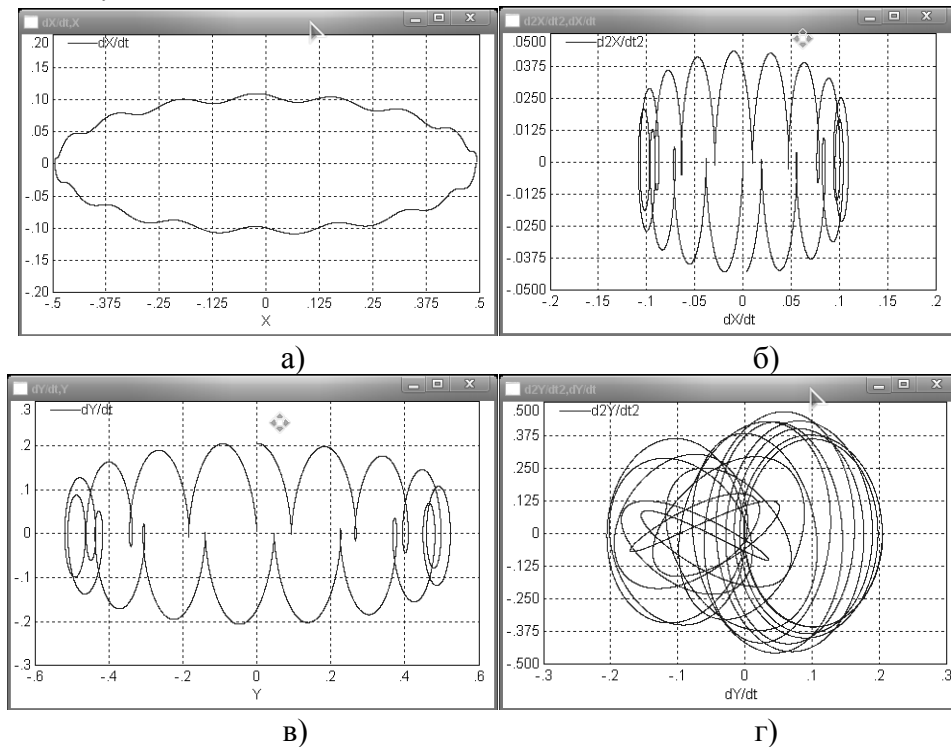 dX/dt,X
dX/dt
.20
.15
.10
.05
0
-.05
-.10
-.15
-.20
-.5 -.375 -.25 -.125 0 .125 .25 .375 .5
X
а)
d2X/dt2,dX/dt
d2X/dt2
.0500
.0375
.0250
.0125
0
-.0125
-.0250
-.0375
-.0500
-.2 -.15 -.1 -.05 0 .05 .1 .15 .2
dX/dt
б)
dY/dt,Y
dY/dt
.3
.2
.1
0
-.1
-.2
-.3
-.6 -.4 -.2 0 .2 .4 .6
Y
в)
d2Y/dt2,dY/dt
d2Y/dt2
.500
.375
.250
.125
0
-.125
-.250
-.375
-.500
-.3 -.2 -.1 0 .1 .2 .3
dY/dt
г)